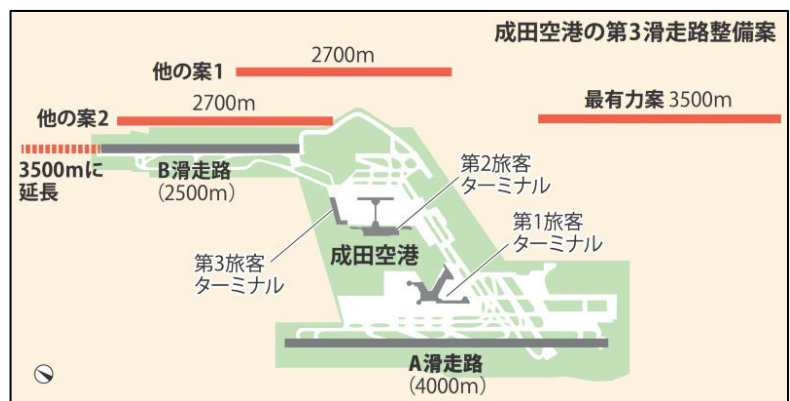 成田空港の第3滑走路整備案
2700m
他の案1
最有力案 3500m
2700m
他の案2
3500mに
延長
B滑走路
(2500m)
第2旅客
ターミナル
第1旅客
ターミナル
成田空港
第3旅客
ターミナル
A滑走路
(4000m)